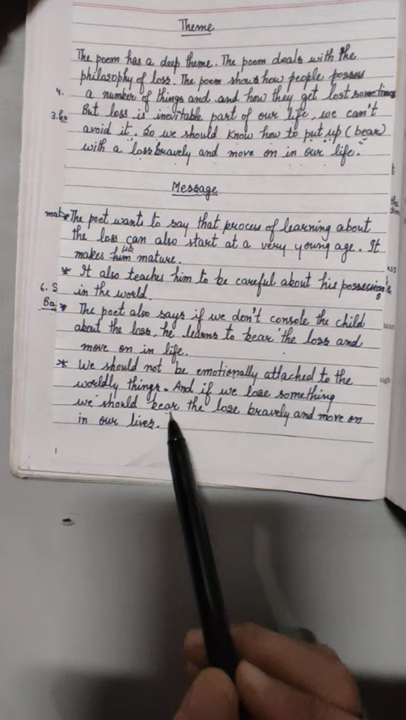 Theme
The poem has a deep theme. The poem deals with the
philosophy of loss. The poem shows how people posses
4. a number of things and and how they get lost sometimes
But loss is inevitable part of our life, we can't
avoid it. So we should know how to put up (bear)
with a loss bravely and move on in our life.
Message
* The poet want to say that process of learning about
the loss can also start at a very young age. It
makes him us mature.
* It also teaches him to be careful about his possession's
6. S in the world.
* The poet also says if we don't console the child
about the loss, he learns to bear the loss and
move on in life.
* We should not be emotionally attached to the
worldly things. And if we lose something
we should bear the lose bravely and move on
in our lives.